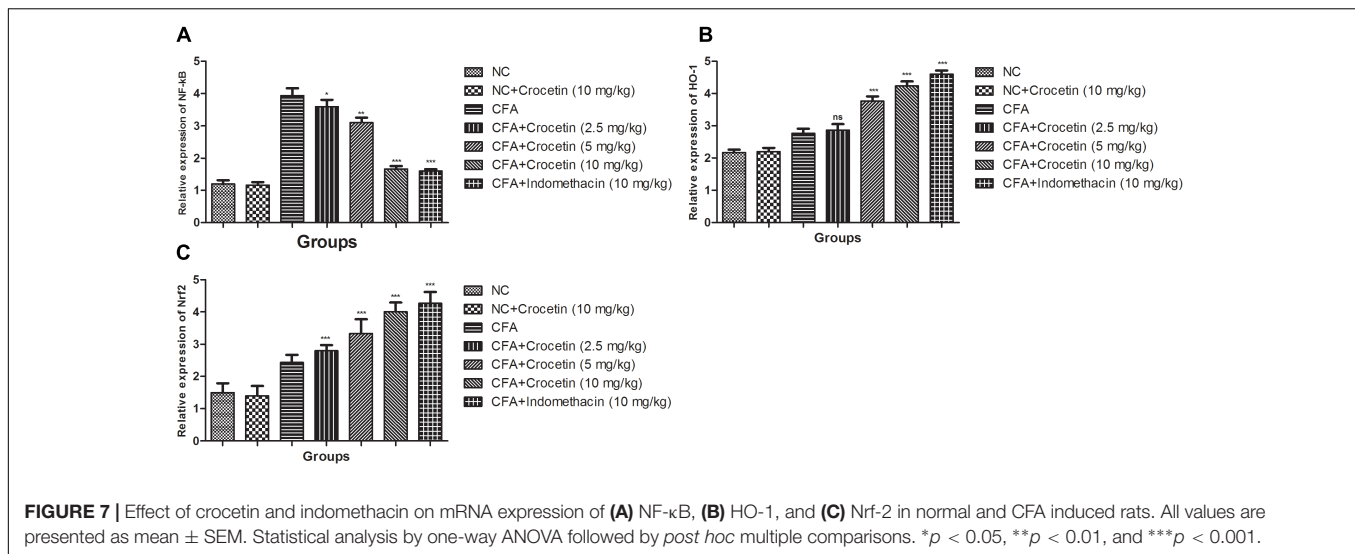 A
Relative expression of NF-kB
5
4
3
2
1
0
*
**
***
***
Groups
NC
NC+Crocetin (10 mg/kg)
CFA
CFA+Crocetin (2.5 mg/kg)
CFA+Crocetin (5 mg/kg)
CFA+Crocetin (10 mg/kg)
CFA+Indomethacin (10 mg/kg)
B
Relative expression of HO-1
5
4
3
2
1
0
ns
***
***
***
Groups
NC
NC+Crocetin (10 mg/kg)
CFA
CFA+Crocetin (2.5 mg/kg)
CFA+Crocetin (5 mg/kg)
CFA+Crocetin (10 mg/kg)
CFA+Indomethacin (10 mg/kg)
C
Relative expression of Nrf2
5
4
3
2
1
0
***
***
***
***
Groups
NC
NC+Crocetin (10 mg/kg)
CFA
CFA+Crocetin (2.5 mg/kg)
CFA+Crocetin (5 mg/kg)
CFA+Crocetin (10 mg/kg)
CFA+Indomethacin (10 mg/kg)
FIGURE 7 | Effect of crocetin and indomethacin on mRNA expression of (A) NF-κB, (B) HO-1, and (C) Nrf-2 in normal and CFA induced rats. All values are
presented as mean ± SEM. Statistical analysis by one-way ANOVA followed by post hoc multiple comparisons. *p < 0.05, **p < 0.01, and ***p < 0.001.